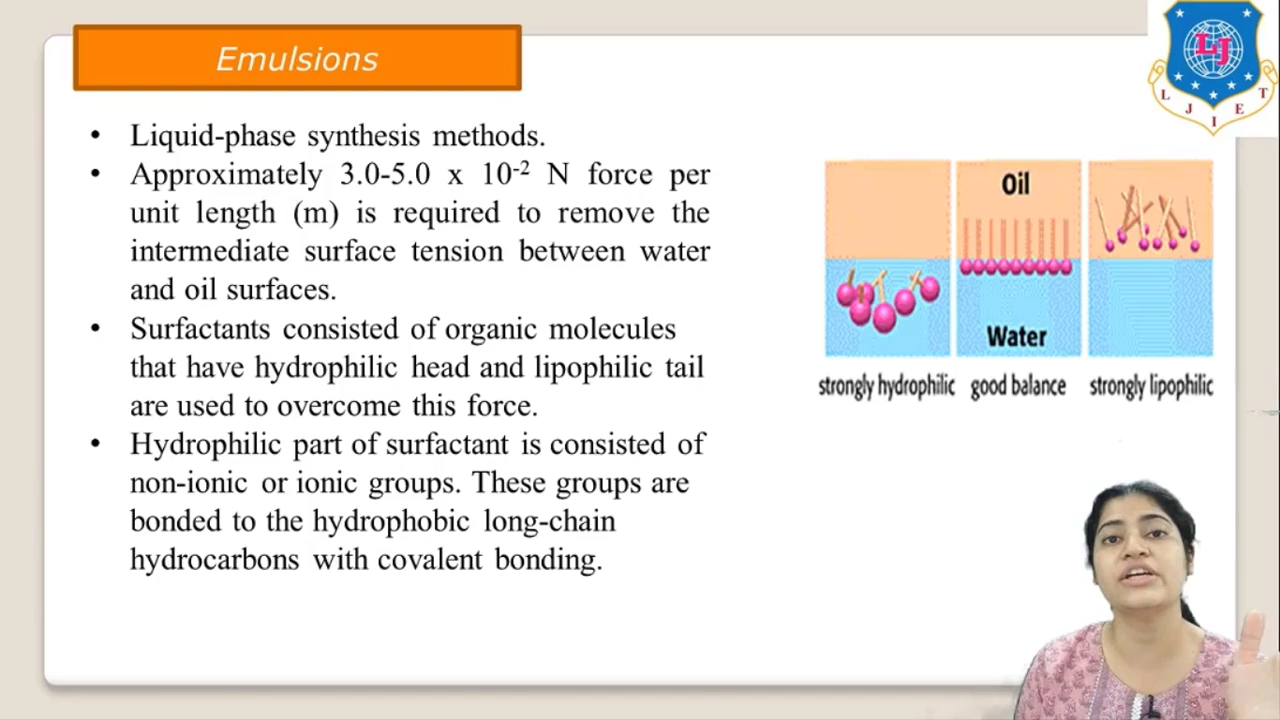 Emulsions
LJ
L
J
I
E
T
• Liquid-phase synthesis methods.
• Approximately 3.0-5.0 x 10-2 N force per
unit length (m) is required to remove the
intermediate surface tension between water
and oil surfaces.
• Surfactants consisted of organic molecules
that have hydrophilic head and lipophilic tail
are used to overcome this force.
• Hydrophilic part of surfactant is consisted of
non-ionic or ionic groups. These groups are
bonded to the hydrophobic long-chain
hydrocarbons with covalent bonding.
Oil
Water
strongly hydrophilic good balance strongly lipophilic